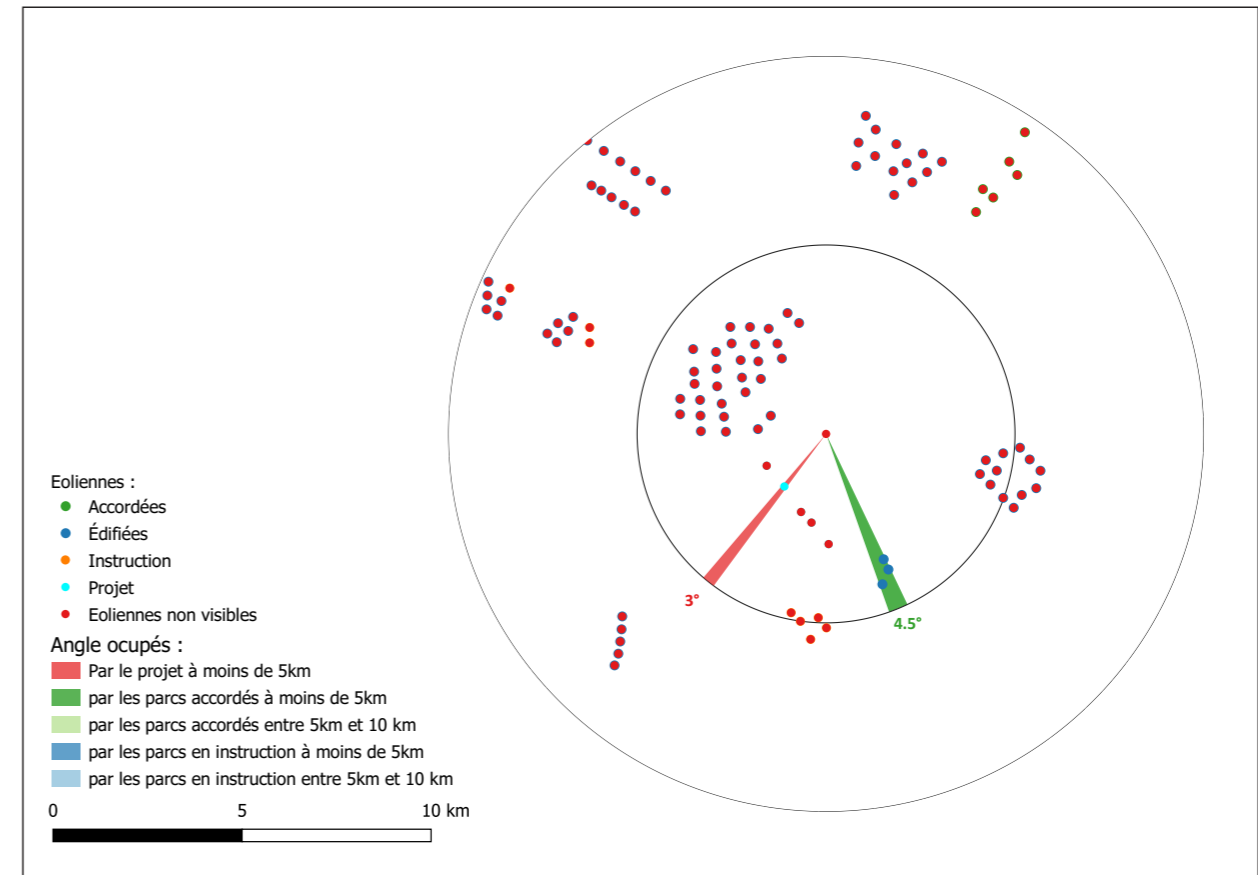 3°
4.5°
Eoliennes :
Accordées
Édifiées
Instruction
Projet
Eoliennes non visibles
Angle ocupés :
Par le projet à moins de 5km
par les parcs accordés à moins de 5km
par les parcs accordés entre 5km et 10 km
par les parcs en instruction à moins de 5km
par les parcs en instruction entre 5km et 10 km
0 5 10 km